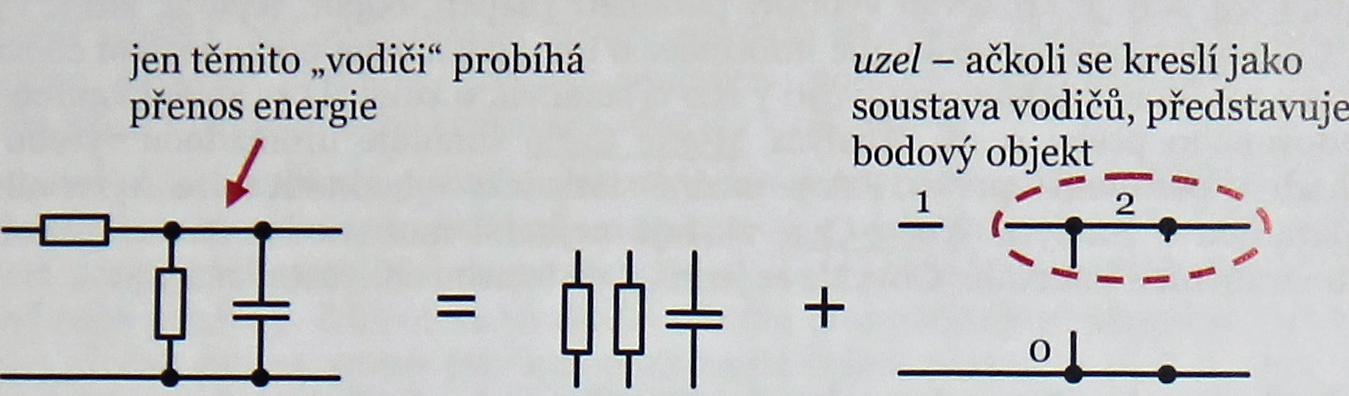 jen těmito „vodiči“ probíhá
přenos energie
uzel – ačkoli se kreslí jako
soustava vodičů, představuje
bodový objekt
1
2
=
+
0